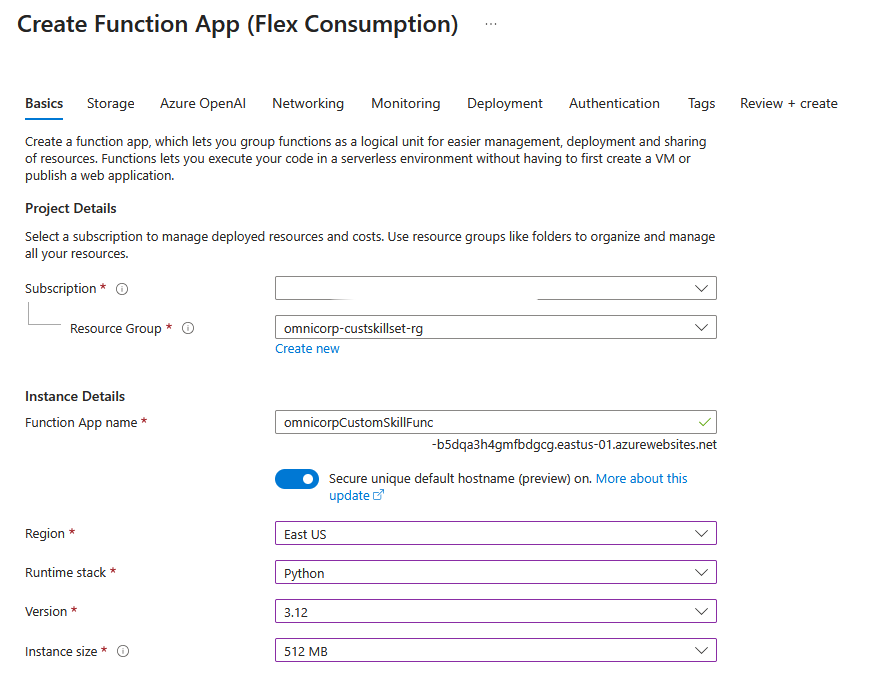 Create Function App (Flex Consumption) ...
Basics Storage Azure OpenAI Networking Monitoring Deployment Authentication Tags Review + create
Create a function app, which lets you group functions as a logical unit for easier management, deployment and sharing
of resources. Functions lets you execute your code in a serverless environment without having to first create a VM or
publish a web application.
Project Details
Select a subscription to manage deployed resources and costs. Use resource groups like folders to organize and manage
all your resources.
Subscription *
Resource Group * omnicorp-custskillset-rg
Create new
Instance Details
Function App name * omnicorpCustomSkillFunc
-b5dqa3h4gmfbdgcg.eastus-01.azurewebsites.net
Secure unique default hostname (preview) on. More about this
update
Region * East US
Runtime stack * Python
Version * 3.12
Instance size * 512 MB